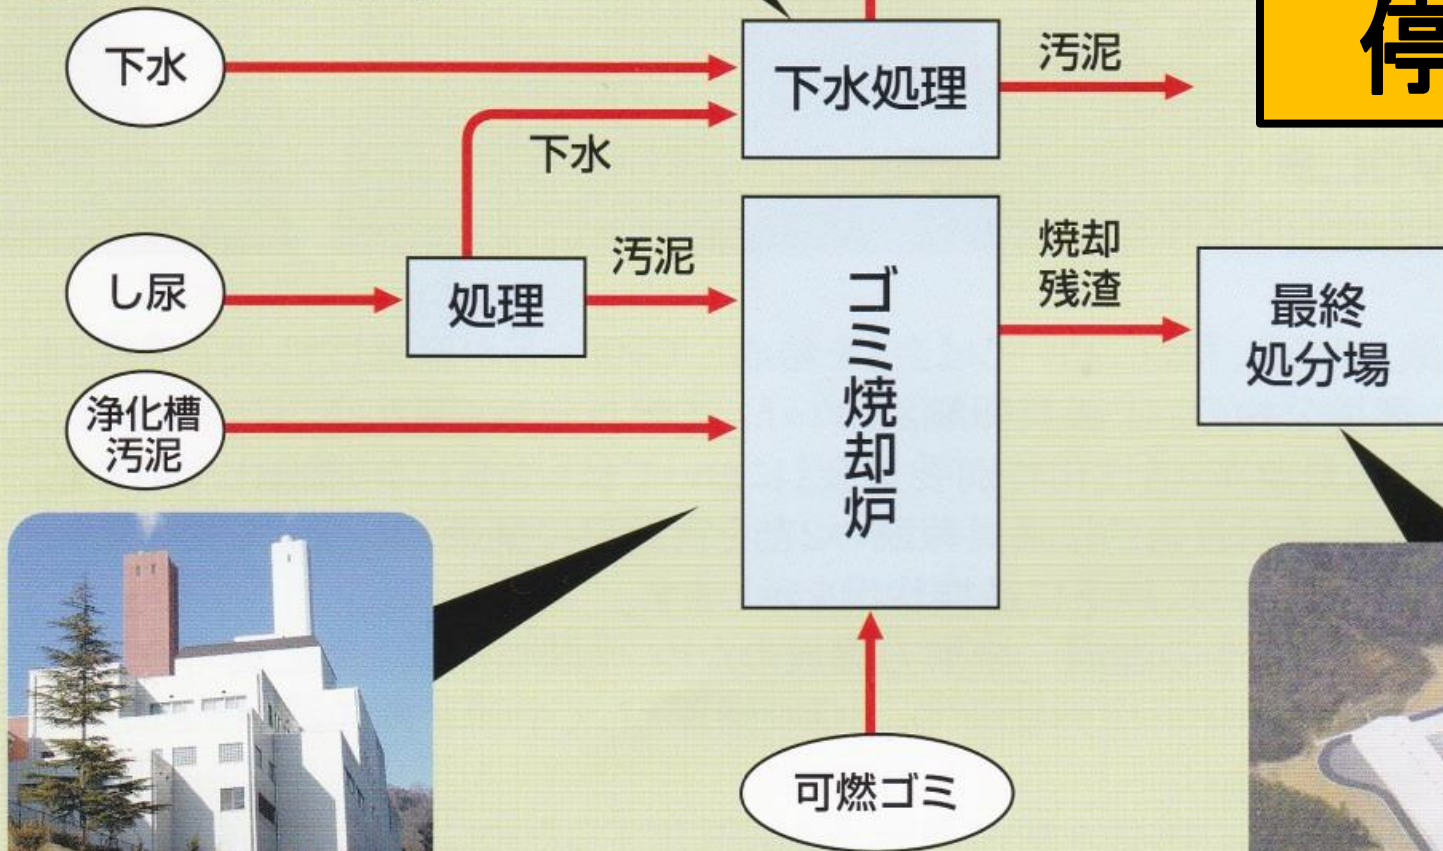 停
下水
下水処理
汚泥
下水
し尿
処理
汚泥
ゴミ焼却炉
焼却
残渣
最終
処分場
浄化槽
汚泥
可燃ゴミ